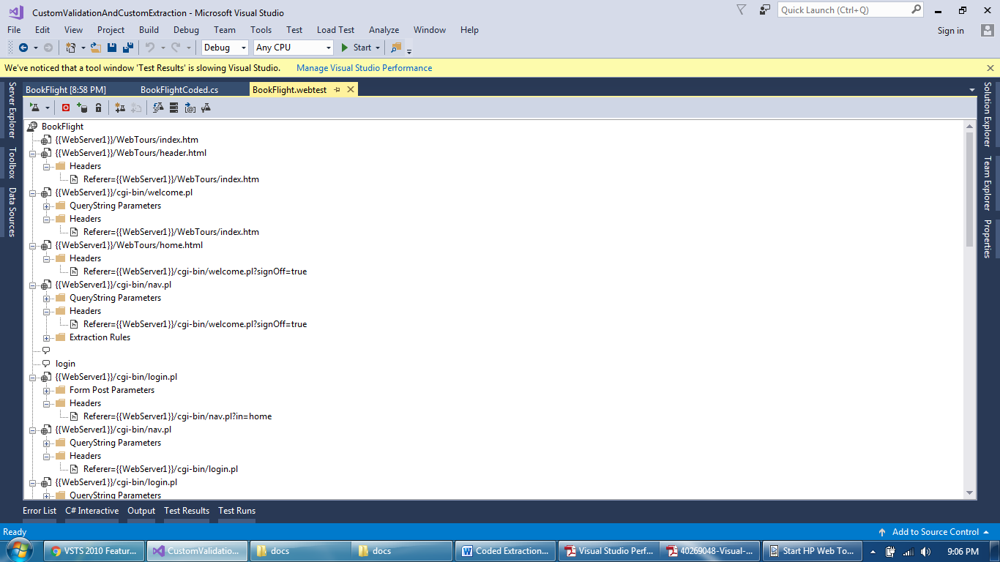 CustomValidationAndCustomExtraction - Microsoft Visual Studio
Quick Launch (Ctrl+Q)
File Edit View Project Build Debug Team Tools Test Load Test Analyze Window Help
Sign in
Debug Any CPU Start
We've noticed that a tool window 'Test Results' is slowing Visual Studio. Manage Visual Studio Performance
BookFlight [8:58 PM] BookFlightCoded.cs BookFlight.webtest
Server Explorer
Toolbox
Data Sources
BookFlight
{{WebServer1}}/WebTours/index.htm
{{WebServer1}}/WebTours/header.html
Headers
Referer={{WebServer1}}/WebTours/index.htm
{{WebServer1}}/cgi-bin/welcome.pl
QueryString Parameters
Headers
Referer={{WebServer1}}/WebTours/index.htm
{{WebServer1}}/WebTours/home.html
Headers
Referer={{WebServer1}}/cgi-bin/welcome.pl?signOff=true
{{WebServer1}}/cgi-bin/nav.pl
QueryString Parameters
Headers
Referer={{WebServer1}}/cgi-bin/welcome.pl?signOff=true
Extraction Rules
login
{{WebServer1}}/cgi-bin/login.pl
Form Post Parameters
Headers
Referer={{WebServer1}}/cgi-bin/nav.pl?in=home
{{WebServer1}}/cgi-bin/nav.pl
QueryString Parameters
Headers
Referer={{WebServer1}}/cgi-bin/login.pl
{{WebServer1}}/cgi-bin/login.pl
QueryString Parameters
Solution Explorer
Team Explorer
Properties
Error List C# Interactive Output Test Results Test Runs
Ready
Add to Source Control
VSTS 2010 Featur... CustomValidatio... docs docs Coded Extraction... Visual Studio Perf... 40269048-Visual-... Start HP Web To... 9:06 PM